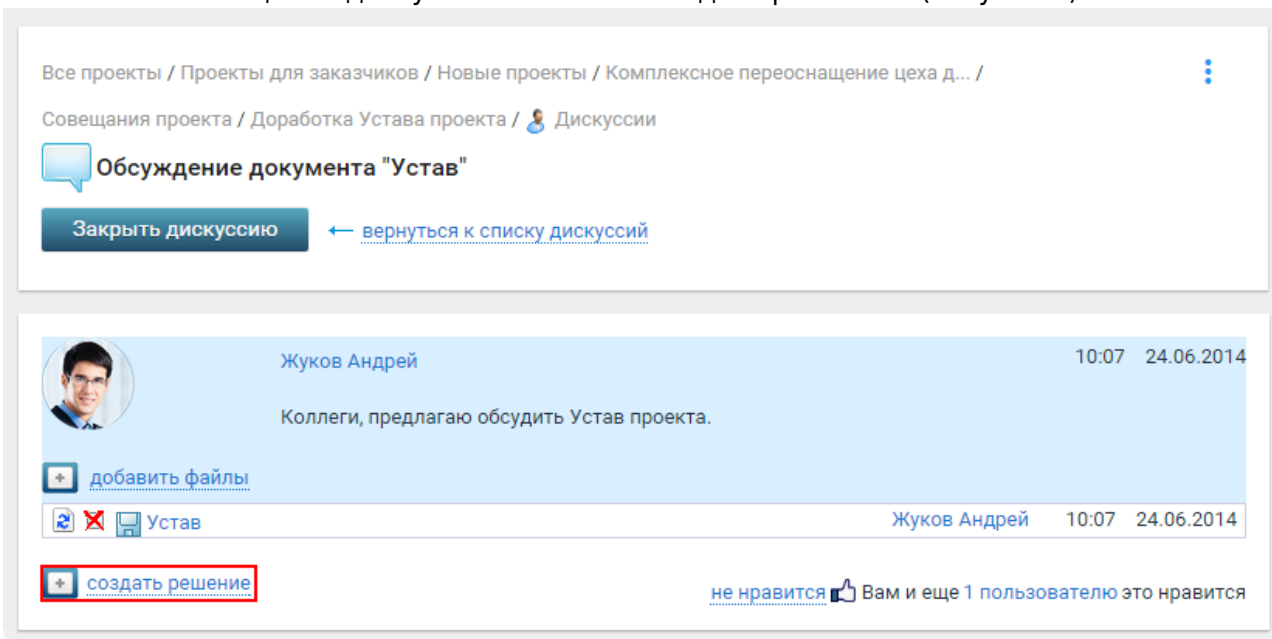 Все проекты / Проекты для заказчиков / Новые проекты / Комплексное переоснащение цеха д... /
Совещания проекта / Доработка Устава проекта / Дискуссии
Обсуждение документа "Устав"
Закрыть дискуссию ← вернуться к списку дискуссий
Жуков Андрей 10:07 24.06.2014
Коллеги, предлагаю обсудить Устав проекта.
добавить файлы
Устав Жуков Андрей 10:07 24.06.2014
создать решение
не нравится Вам и еще 1 пользователю это нравится